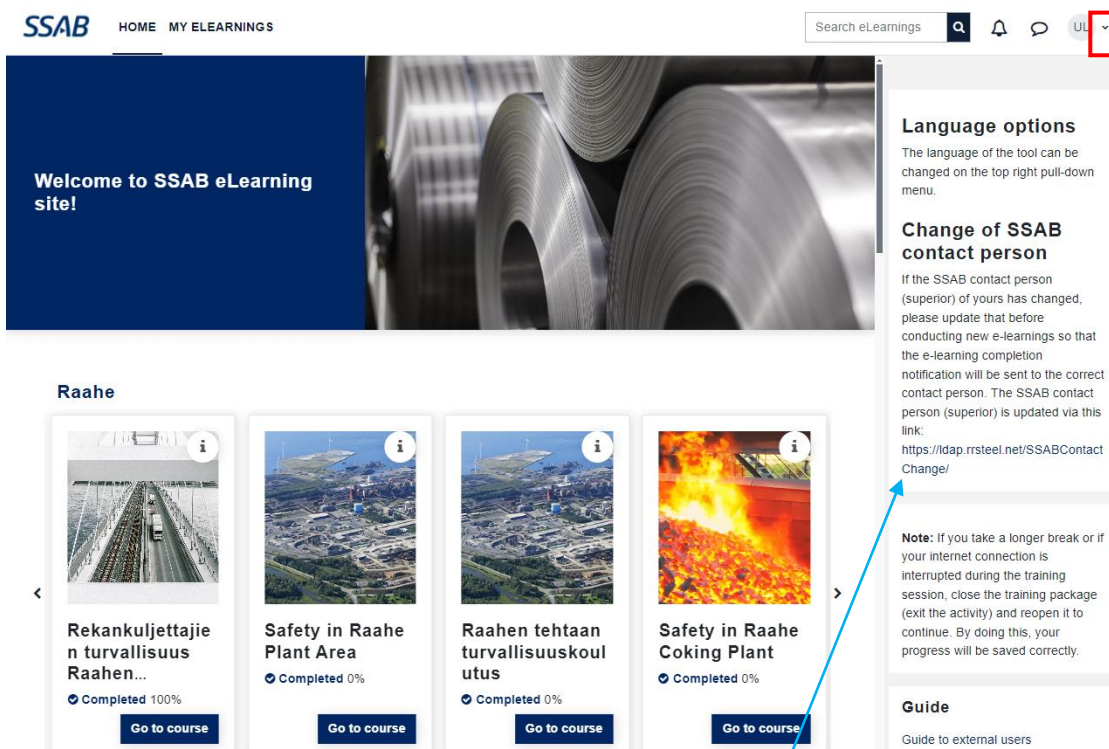 SSAB HOME MY ELEARNINGS Search eLearnings UL
Welcome to SSAB eLearning
site!
Raahe
Rekankuljettajie
n turvallisuus
Raahen...
Completed 100%
Go to course
Safety in Raahe
Plant Area
Completed 0%
Go to course
Raahen tehtaan
turvallisuuskoul
utus
Completed 0%
Go to course
Safety in Raahe
Coking Plant
Completed 0%
Go to course
Language options
The language of the tool can be
changed on the top right pull-down
menu.
Change of SSAB
contact person
If the SSAB contact person
(superior) of yours has changed,
please update that before
conducting new e-learnings so that
the e-learning completion
notification will be sent to the correct
contact person. The SSAB contact
person (superior) is updated via this
link:
https://ldap.rrsteel.net/SSABContact
Change/
Note: If you take a longer break or if
your internet connection is
interrupted during the training
session, close the training package
(exit the activity) and reopen it to
continue. By doing this, your
progress will be saved correctly.
Guide
Guide to external users